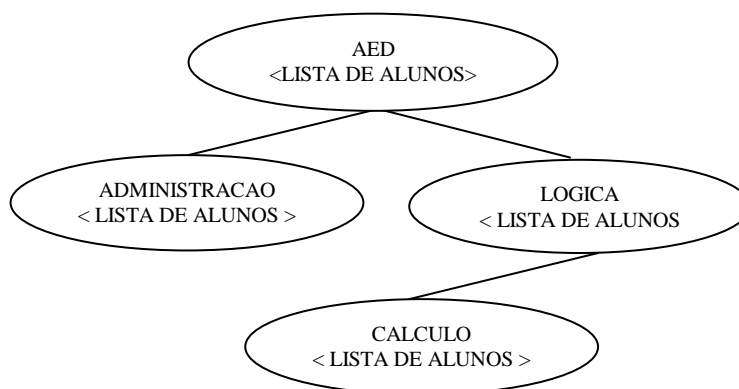 AED
<LISTA DE ALUNOS>
ADMINISTRACAO
< LISTA DE ALUNOS >
LOGICA
< LISTA DE ALUNOS
CALCULO
< LISTA DE ALUNOS >